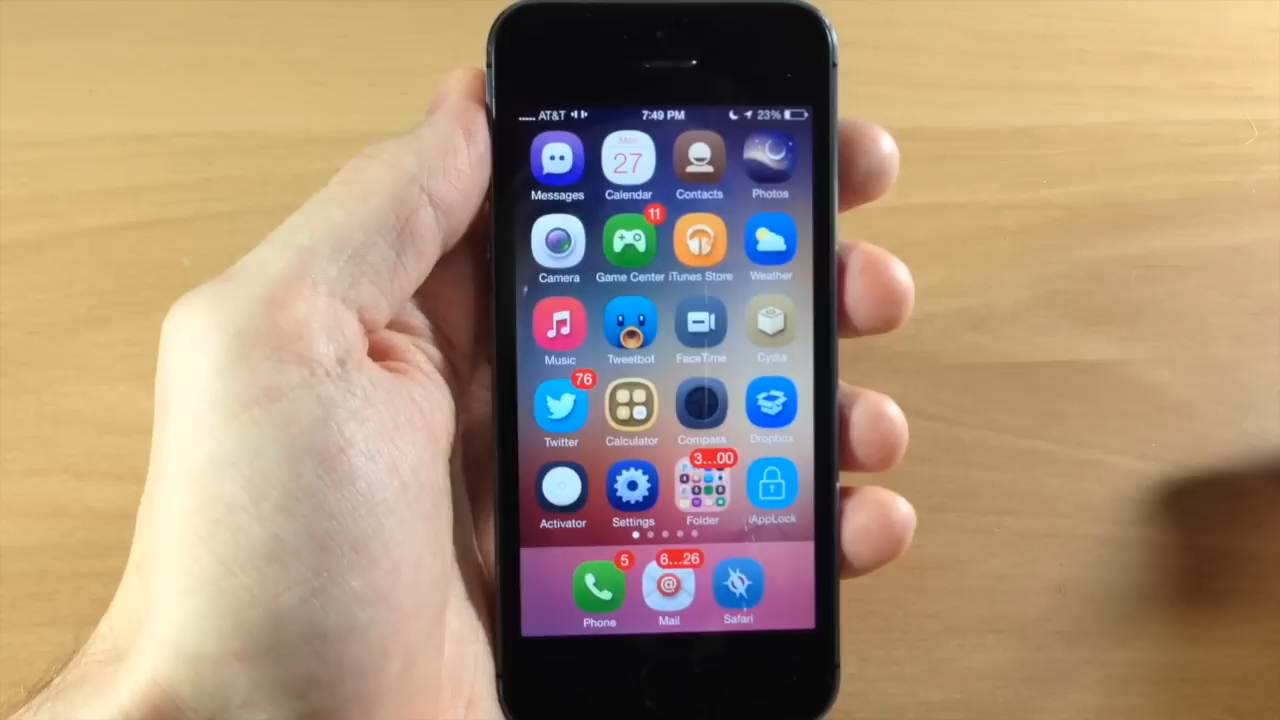 AT&T 7:49 PM 23%
Mon
27
Messages Calendar Contacts Photos
11
Camera Game Center iTunes Store Weather
Music Tweetbot FaceTime Cydia
76
Twitter Calculator Compass Dropbox
3...00
Activator Settings Folder iAppLock
5 6...26
@
Phone Mail Safari